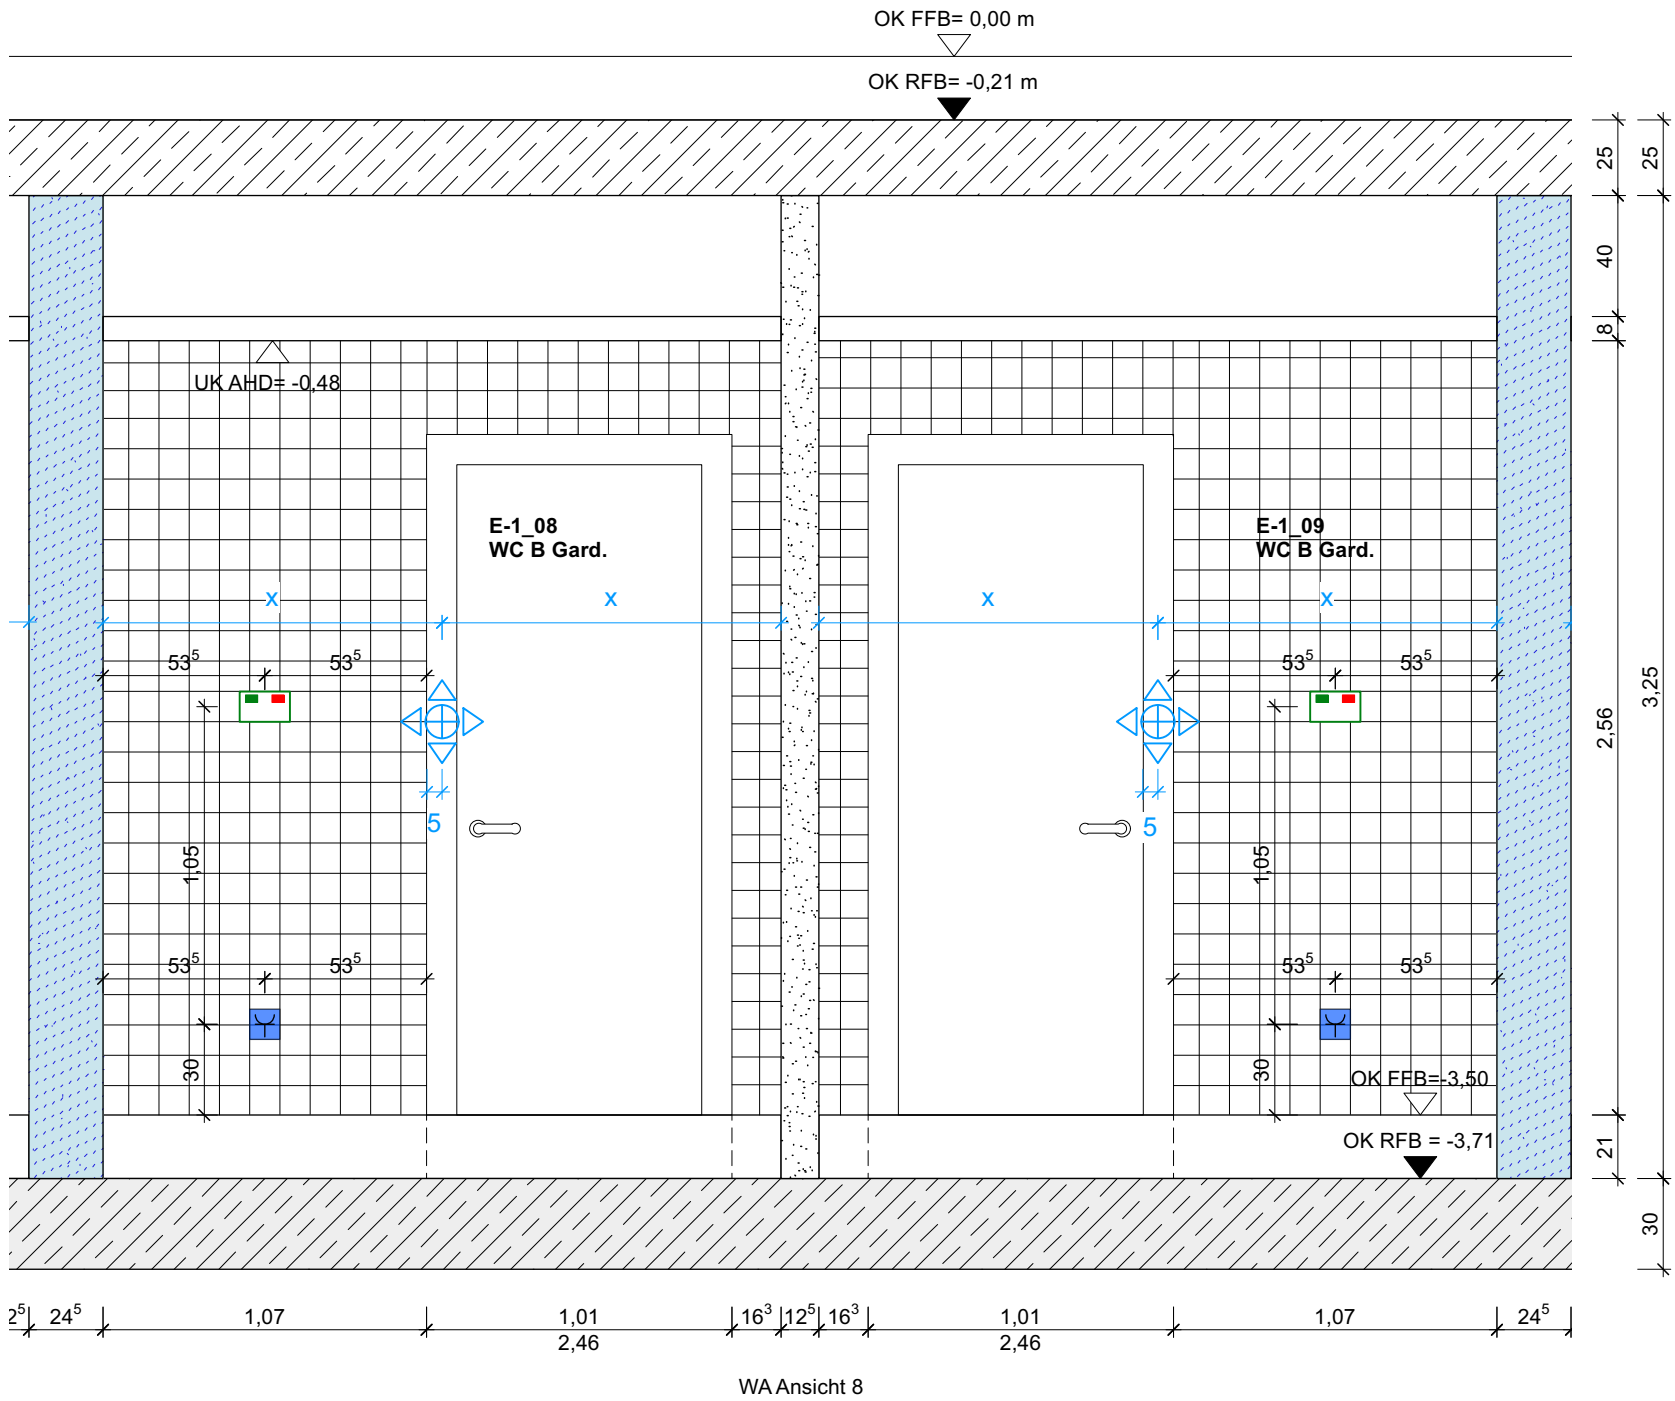 OK FFB= 0,00 m
OK RFB= -0,21 m
25
25
40
8
UK AHD= -0,48
E-1_08
WC B Gard.
E-1_09
WC B Gard.
x
x
x
x
53⁵
53⁵
53⁵
53⁵
3,25
2,56
5
5
1,05
1,05
53⁵
53⁵
53⁵
53⁵
30
30
OK FFB=-3,50
OK RFB = -3,71
21
30
2⁵
24⁵
1,07
1,01
16³
12⁵
16³
1,01
1,07
24⁵
2,46
2,46
WA Ansicht 8